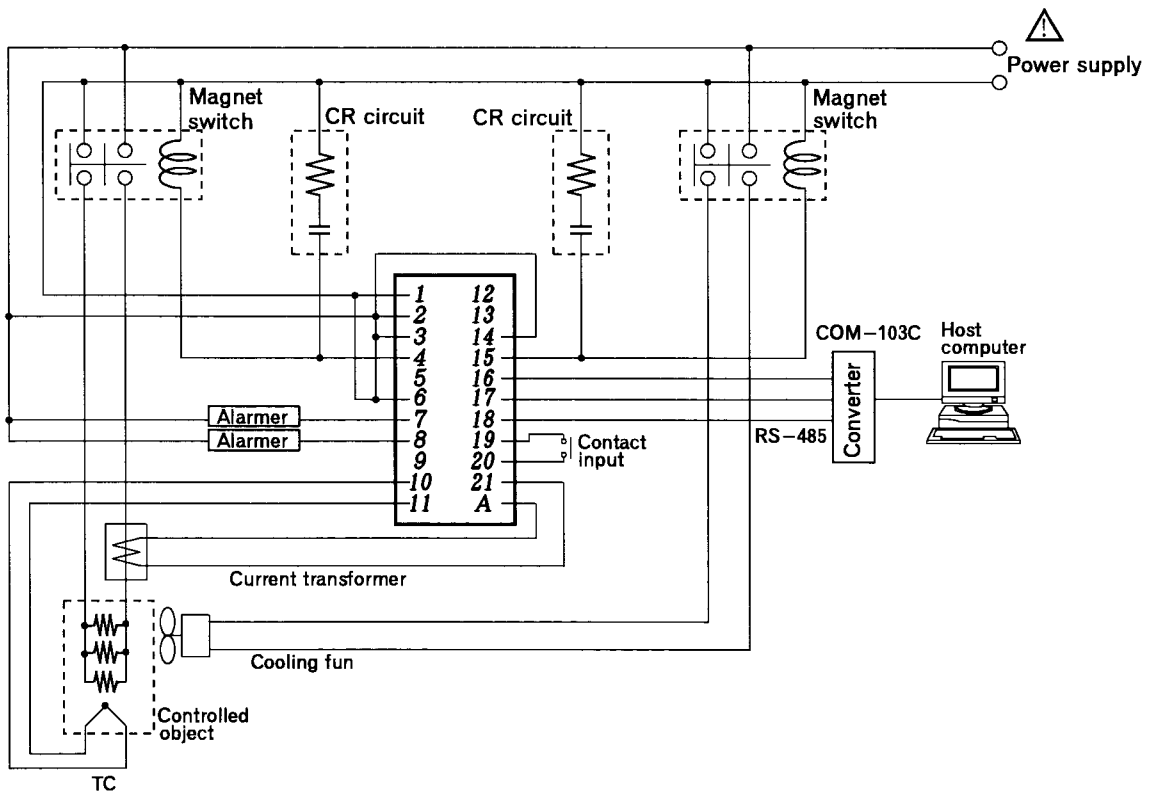 Power supply
Magnet
switch
CR circuit
CR circuit
Magnet
switch
1 12
2 13
3 14
4 15
5 16
6 17
7 18
8 19
9 20
10 21
11 A
COM-103C
Host
computer
Converter
RS-485
Alarmer
Alarmer
Contact
input
Current transformer
Cooling fun
Controlled
object
TC